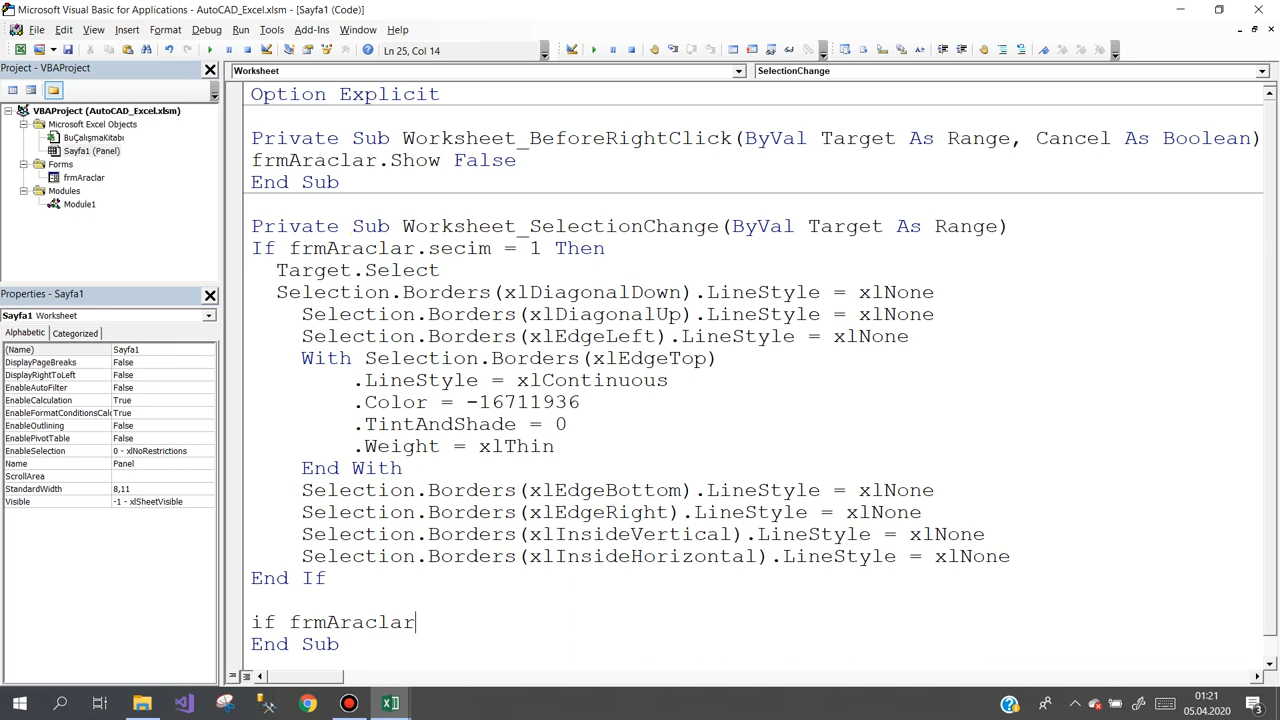 Microsoft Visual Basic for Applications - AutoCAD_Excel.xlsm - [Sayfa1 (Code)]
File Edit View Insert Format Debug Run Tools Add-Ins Window Help
Ln 25, Col 14
Project - VBAProject
Worksheet SelectionChange
VBAProject (AutoCAD_Excel.xlsm)
Microsoft Excel Objects
BuÇalışmaKitabı
Sayfa1 (Panel)
Forms
frmAraclar
Modules
Module1
Properties - Sayfa1
Sayfa1 Worksheet
Alphabetic Categorized
(Name) Sayfa1
DisplayPageBreaks False
DisplayRightToLeft False
EnableAutoFilter False
EnableCalculation True
EnableFormatConditionsCalc True
EnableOutlining False
EnablePivotTable False
EnableSelection 0 - xlNoRestrictions
Name Panel
ScrollArea
StandardWidth 8,11
Visible -1 - xlSheetVisible
Option Explicit
Private Sub Worksheet_BeforeRightClick(ByVal Target As Range, Cancel As Boolean)
frmAraclar.Show False
End Sub
Private Sub Worksheet_SelectionChange(ByVal Target As Range)
If frmAraclar.secim = 1 Then
Target.Select
Selection.Borders(xlDiagonalDown).LineStyle = xlNone
Selection.Borders(xlDiagonalUp).LineStyle = xlNone
Selection.Borders(xlEdgeLeft).LineStyle = xlNone
With Selection.Borders(xlEdgeTop)
.LineStyle = xlContinuous
.Color = -16711936
.TintAndShade = 0
.Weight = xlThin
End With
Selection.Borders(xlEdgeBottom).LineStyle = xlNone
Selection.Borders(xlEdgeRight).LineStyle = xlNone
Selection.Borders(xlInsideVertical).LineStyle = xlNone
Selection.Borders(xlInsideHorizontal).LineStyle = xlNone
End If
if frmAraclar
End Sub
01:21
05.04.2020
3